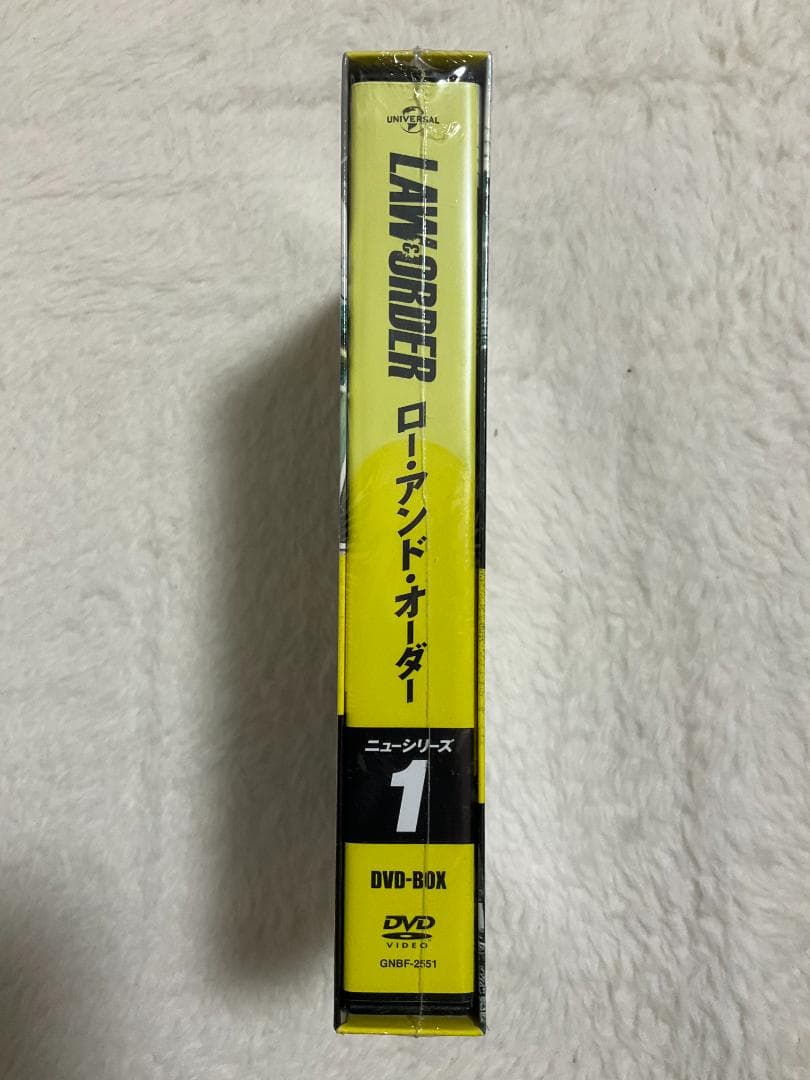 UNIVERSAL
LAW&ORDER
ロー・アンド・オーダー
ニューシリーズ
1
DVD-BOX
DVD
VIDEO
GNBF-2551